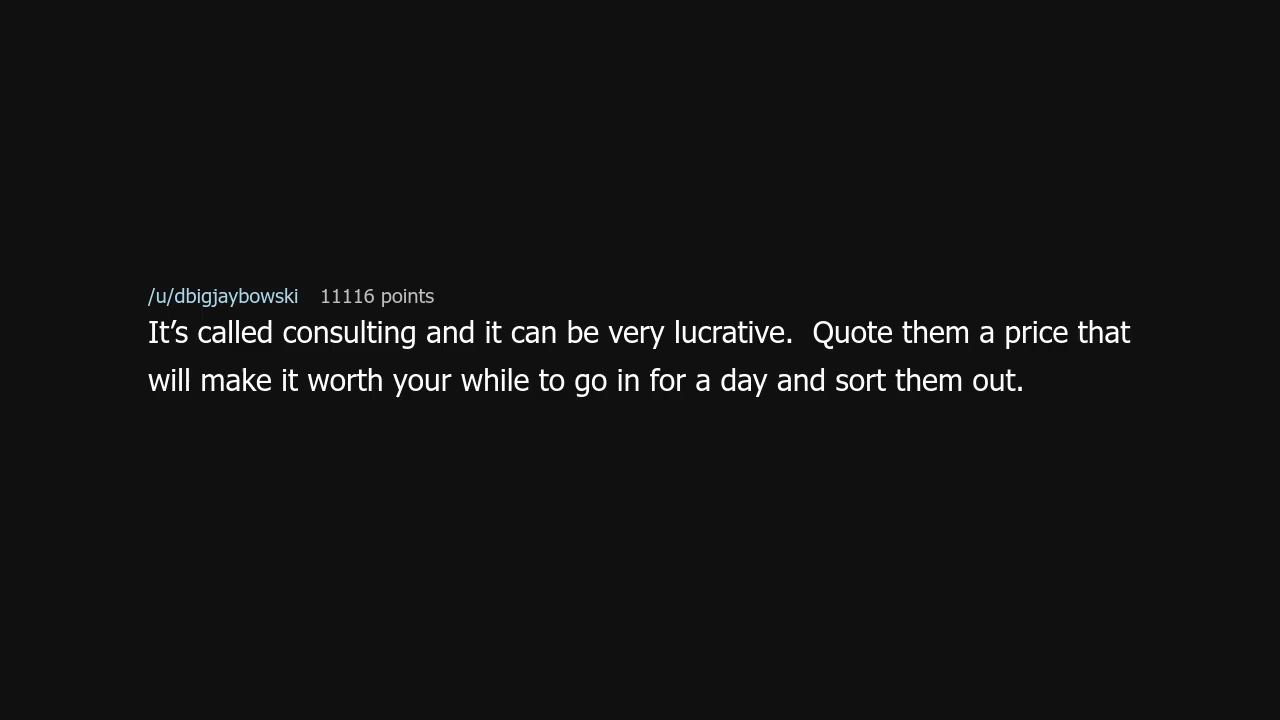 /u/dbigjaybowski 11116 points
It’s called consulting and it can be very lucrative.  Quote them a price that
will make it worth your while to go in for a day and sort them out.